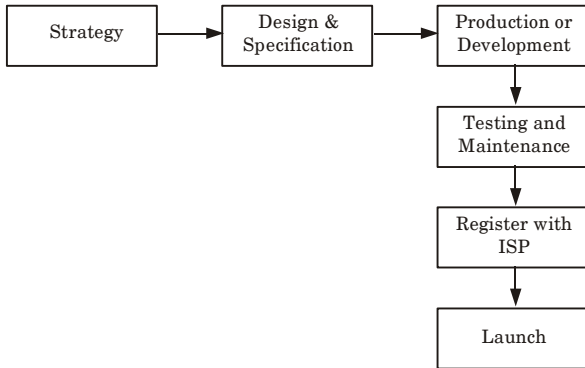 Strategy
Design &
Specification
Production or
Development
Testing and
Maintenance
Register with
ISP
Launch